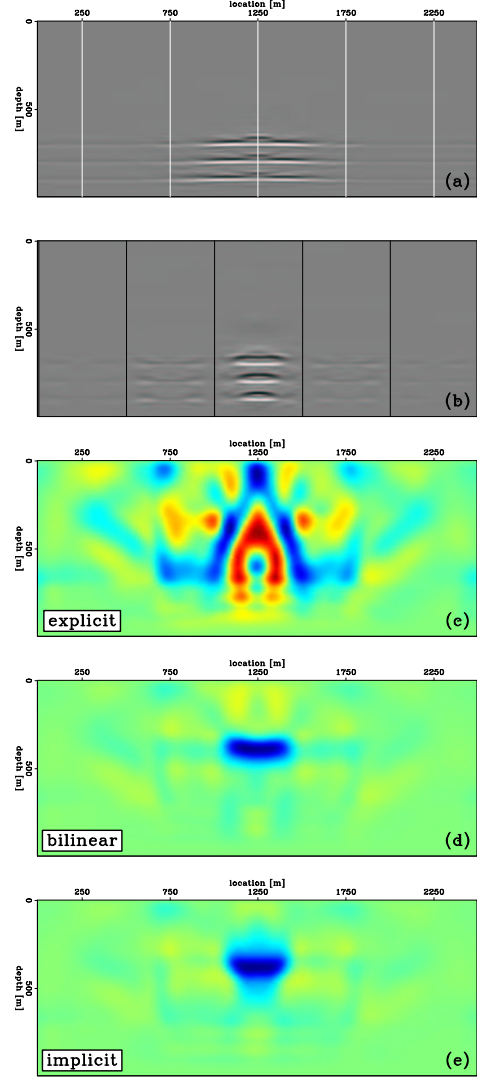 location [m]
250 750 1250 1750 2250
0
500
depth [m]
(a)
0
500
depth [m]
(b)
location [m]
250 750 1250 1750 2250
0
500
depth [m]
explicit
(c)
location [m]
250 750 1250 1750 2250
0
500
depth [m]
bilinear
(d)
location [m]
250 750 1250 1750 2250
0
500
depth [m]
implicit
(e)